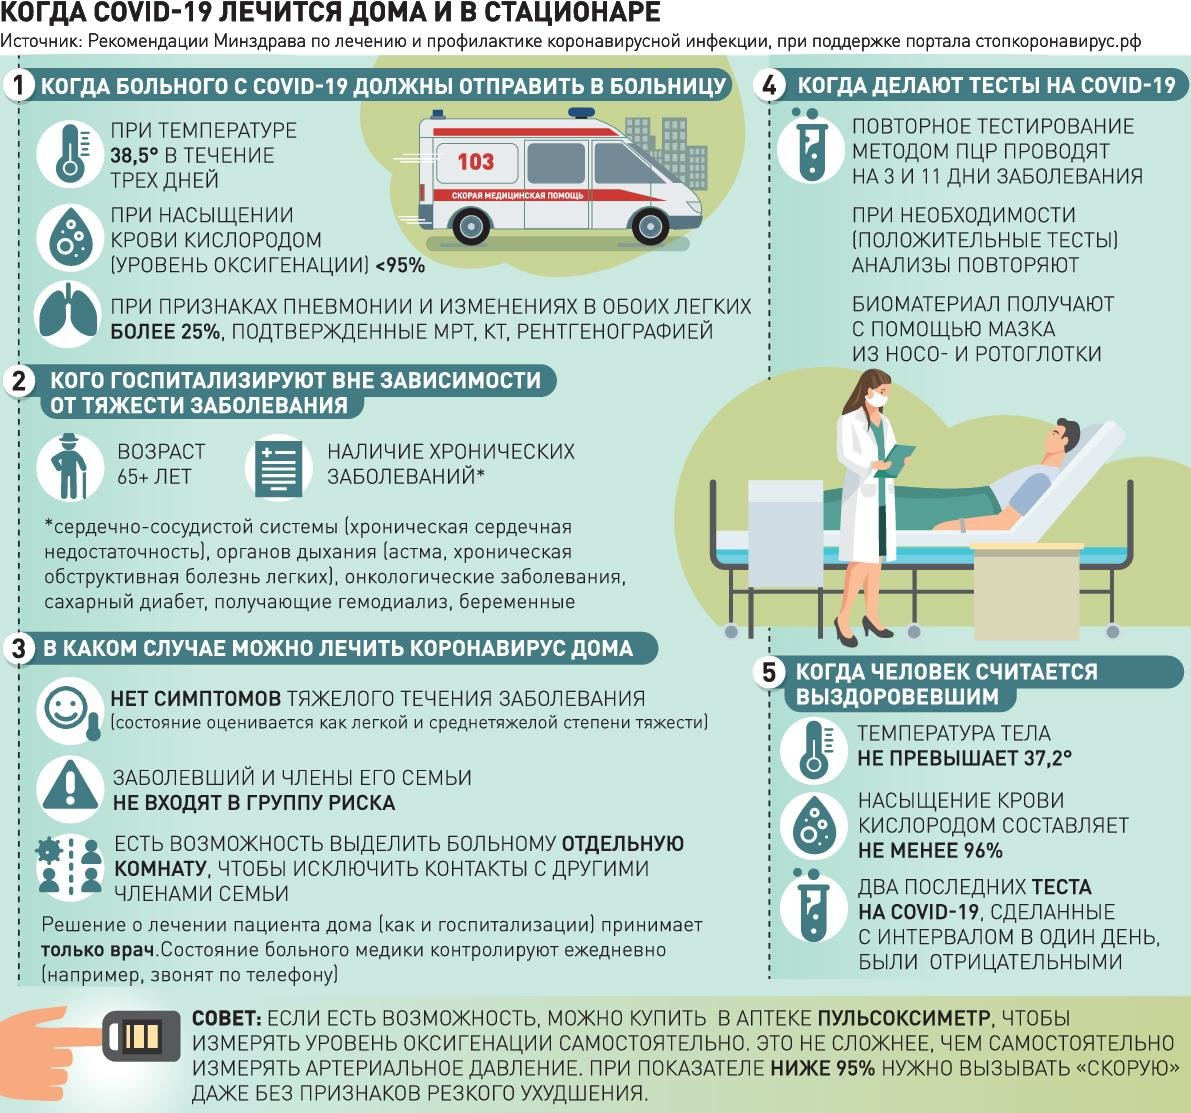 КОГДА COVID-19 ЛЕЧИТСЯ ДОМА И В СТАЦИОНАРЕ
Источник: Рекомендации Минздрава по лечению и профилактике коронавирусной инфекции, при поддержке портала стопкоронавирус.рф
1 КОГДА БОЛЬНОГО С COVID-19 ДОЛЖНЫ ОТПРАВИТЬ В БОЛЬНИЦУ
ПРИ ТЕМПЕРАТУРЕ
38,5° В ТЕЧЕНИЕ
ТРЕХ ДНЕЙ
103
СКОРАЯ МЕДИЦИНСКАЯ ПОМОЩЬ
ПРИ НАСЫЩЕНИИ
КРОВИ КИСЛОРОДОМ
(УРОВЕНЬ ОКСИГЕНАЦИИ) <95%
ПРИ ПРИЗНАКАХ ПНЕВМОНИИ И ИЗМЕНЕНИЯХ В ОБОИХ ЛЕГКИХ
БОЛЕЕ 25%, ПОДТВЕРЖДЕННЫЕ МРТ, КТ, РЕНТГЕНОГРАФИЕЙ
2 КОГО ГОСПИТАЛИЗИРУЮТ ВНЕ ЗАВИСИМОСТИ
ОТ ТЯЖЕСТИ ЗАБОЛЕВАНИЯ
ВОЗРАСТ
65+ ЛЕТ
НАЛИЧИЕ ХРОНИЧЕСКИХ
ЗАБОЛЕВАНИЙ*
*сердечно-сосудистой системы (хроническая сердечная
недостаточность), органов дыхания (астма, хроническая
обструктивная болезнь легких), онкологические заболевания,
сахарный диабет, получающие гемодиализ, беременные
3 В КАКОМ СЛУЧАЕ МОЖНО ЛЕЧИТЬ КОРОНАВИРУС ДОМА
НЕТ СИМПТОМОВ ТЯЖЕЛОГО ТЕЧЕНИЯ ЗАБОЛЕВАНИЯ
(состояние оценивается как легкой и среднетяжелой степени тяжести)
ЗАБОЛЕВШИЙ И ЧЛЕНЫ ЕГО СЕМЬИ
НЕ ВХОДЯТ В ГРУППУ РИСКА
ЕСТЬ ВОЗМОЖНОСТЬ ВЫДЕЛИТЬ БОЛЬНОМУ ОТДЕЛЬНУЮ
КОМНАТУ, ЧТОБЫ ИСКЛЮЧИТЬ КОНТАКТЫ С ДРУГИМИ
ЧЛЕНАМИ СЕМЬИ
Решение о лечении пациента дома (как и госпитализации) принимает
только врач.Состояние больного медики контролируют ежедневно
(например, звонят по телефону)
4 КОГДА ДЕЛАЮТ ТЕСТЫ НА COVID-19
ПОВТОРНОЕ ТЕСТИРОВАНИЕ
МЕТОДОМ ПЦР ПРОВОДЯТ
НА 3 И 11 ДНИ ЗАБОЛЕВАНИЯ
ПРИ НЕОБХОДИМОСТИ
(ПОЛОЖИТЕЛЬНЫЕ ТЕСТЫ)
АНАЛИЗЫ ПОВТОРЯЮТ
БИОМАТЕРИАЛ ПОЛУЧАЮТ
С ПОМОЩЬЮ МАЗКА
ИЗ НОСО- И РОТОГЛОТКИ
5 КОГДА ЧЕЛОВЕК СЧИТАЕТСЯ
ВЫЗДОРОВЕВШИМ
ТЕМПЕРАТУРА ТЕЛА
НЕ ПРЕВЫШАЕТ 37,2°
НАСЫЩЕНИЕ КРОВИ
КИСЛОРОДОМ СОСТАВЛЯЕТ
НЕ МЕНЕЕ 96%
ДВА ПОСЛЕДНИХ ТЕСТА
НА COVID-19, СДЕЛАННЫЕ
С ИНТЕРВАЛОМ В ОДИН ДЕНЬ,
БЫЛИ ОТРИЦАТЕЛЬНЫМИ
СОВЕТ: ЕСЛИ ЕСТЬ ВОЗМОЖНОСТЬ, МОЖНО КУПИТЬ В АПТЕКЕ ПУЛЬСОКСИМЕТР, ЧТОБЫ
ИЗМЕРЯТЬ УРОВЕНЬ ОКСИГЕНАЦИИ САМОСТОЯТЕЛЬНО. ЭТО НЕ СЛОЖНЕЕ, ЧЕМ САМОСТОЯТЕЛЬНО
ИЗМЕРЯТЬ АРТЕРИАЛЬНОЕ ДАВЛЕНИЕ. ПРИ ПОКАЗАТЕЛЕ НИЖЕ 95% НУЖНО ВЫЗЫВАТЬ «СКОРУЮ»
ДАЖЕ БЕЗ ПРИЗНАКОВ РЕЗКОГО УХУДШЕНИЯ.